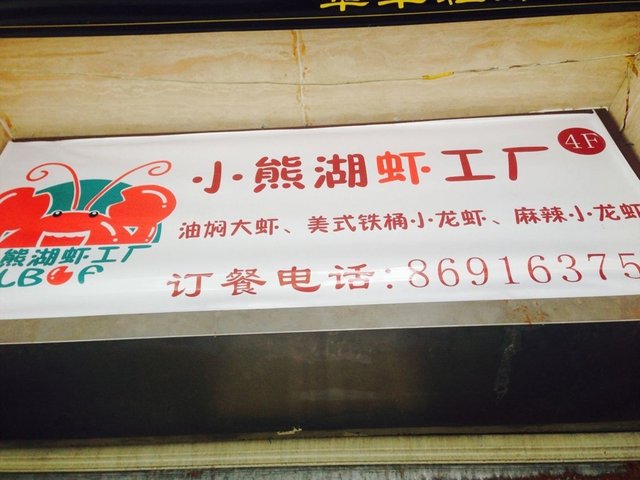 小熊湖虾工厂 4F
油焖大虾、美式铁桶小龙虾、麻辣小龙虾
订餐电话:86916375
熊湖虾工厂
LBOF